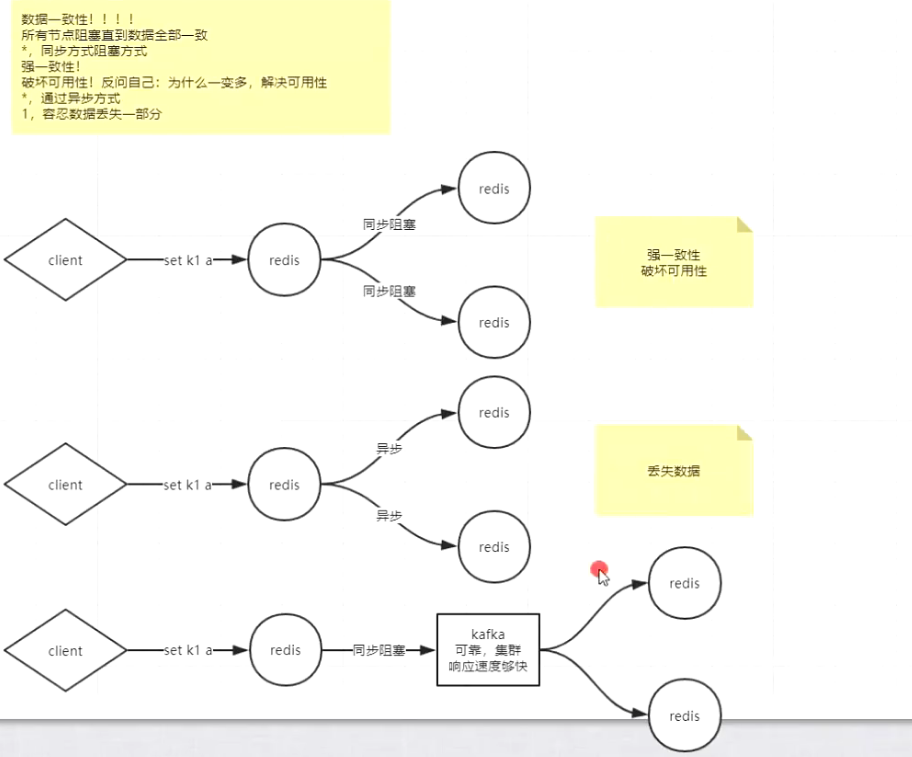 数据一致性！！！！
所有节点阻塞直到数据全部一致
*，同步方式阻塞方式
强一致性！
破坏可用性！反问自己：为什么一变多，解决可用性
*，通过异步方式
1，容忍数据丢失一部分
redis
同步阻塞
client
set k1 a
redis
强一致性
破坏可用性
同步阻塞
redis
redis
异步
client
set k1 a
redis
丢失数据
异步
redis
redis
client
set k1 a
redis
同步阻塞
kafka
可靠，集群
响应速度够快
redis